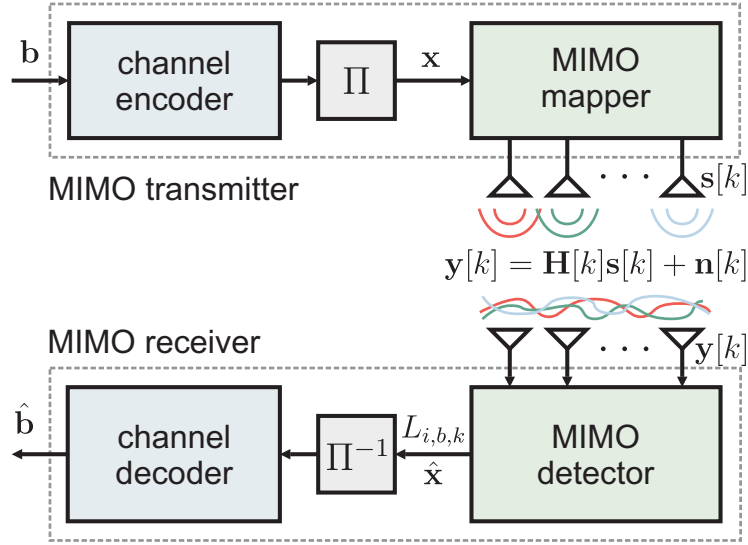 b
channel
encoder
Π
x
MIMO
mapper
MIMO transmitter
· · ·
s[k]
y[k] = H[k]s[k] + n[k]
MIMO receiver
· · ·
y[k]
b̂
channel
decoder
Π⁻¹
L_{i,b,k}
x̂
MIMO
detector